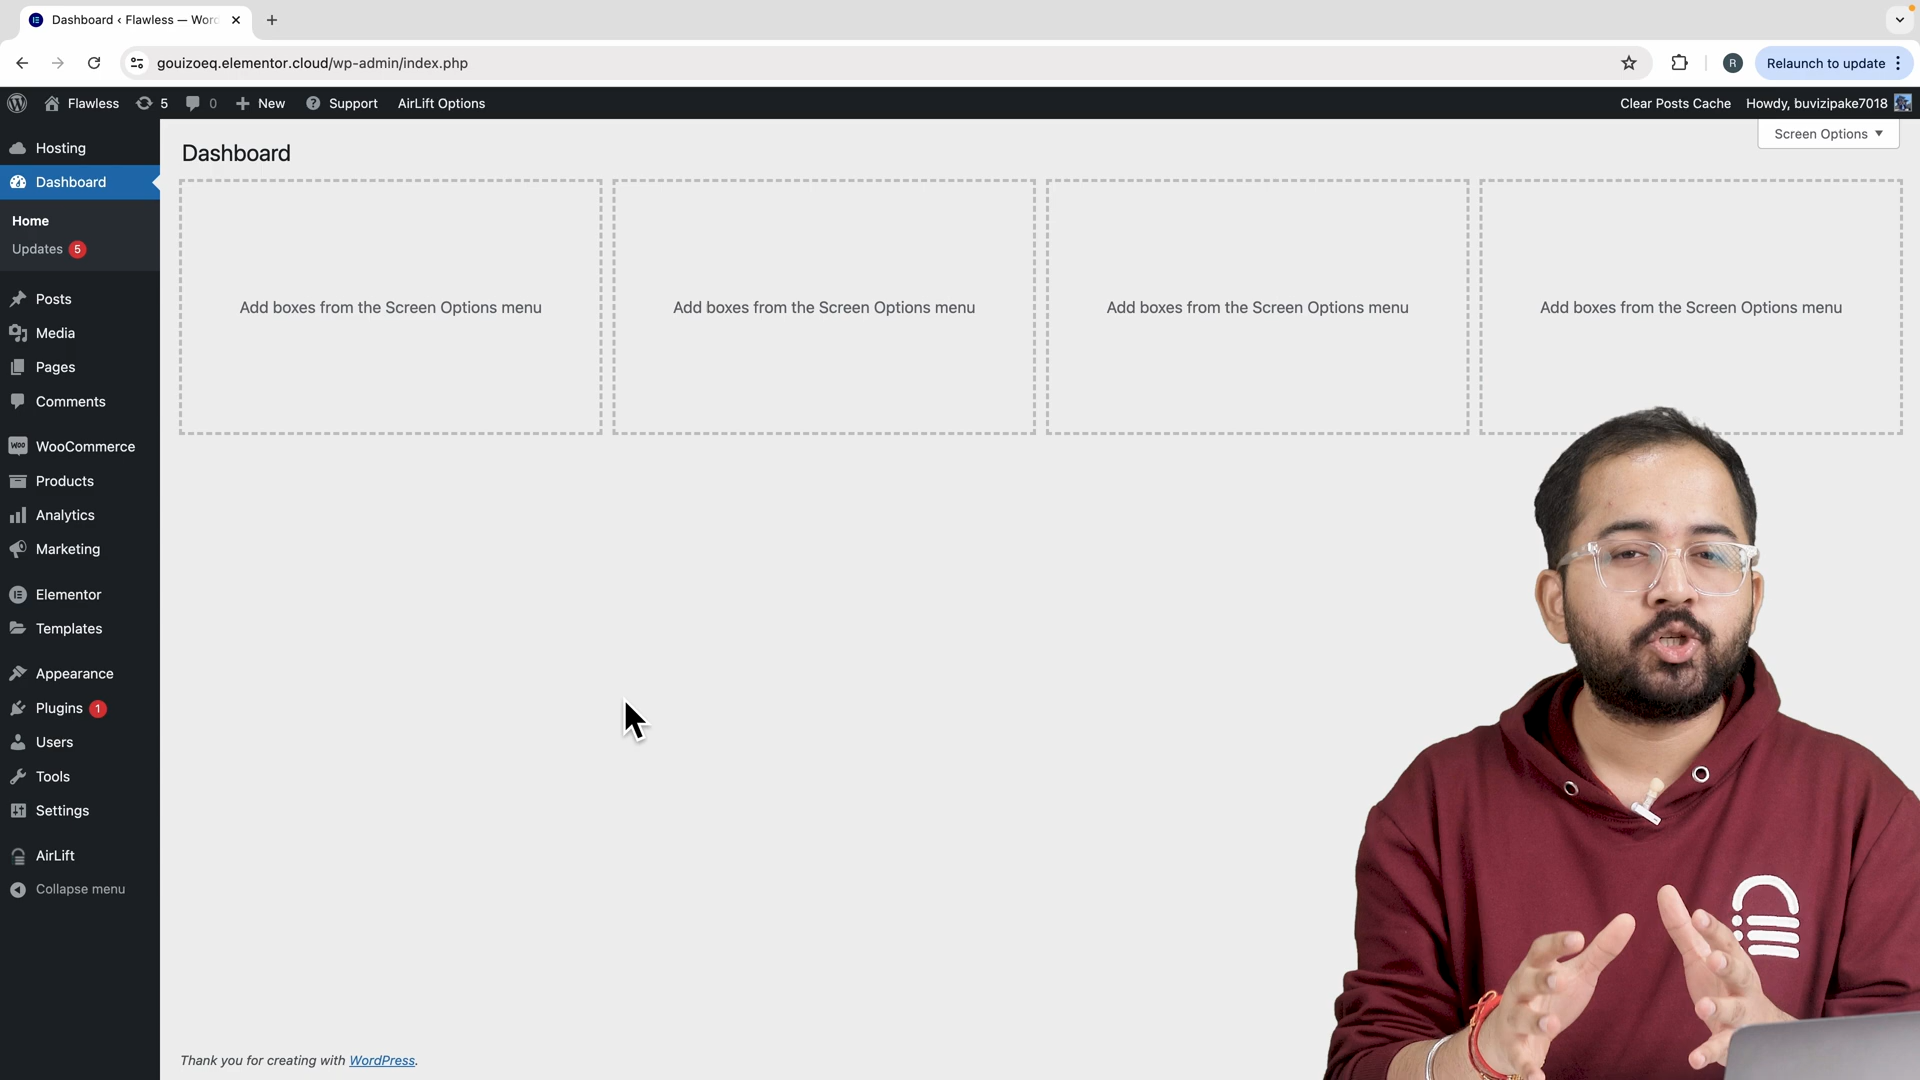 Dashboard ‹ Flawless — Word
gouizoeq.elementor.cloud/wp-admin/index.php
R
Relaunch to update
Flawless
5
0
New
Support
AirLift Options
Clear Posts Cache
Howdy, buvizipake7018
Screen Options
Hosting
Dashboard
Home
Updates 5
Posts
Media
Pages
Comments
WooCommerce
Products
Analytics
Marketing
Elementor
Templates
Appearance
Plugins 1
Users
Tools
Settings
AirLift
Collapse menu
Dashboard
Add boxes from the Screen Options menu
Add boxes from the Screen Options menu
Add boxes from the Screen Options menu
Add boxes from the Screen Options menu
Thank you for creating with WordPress.